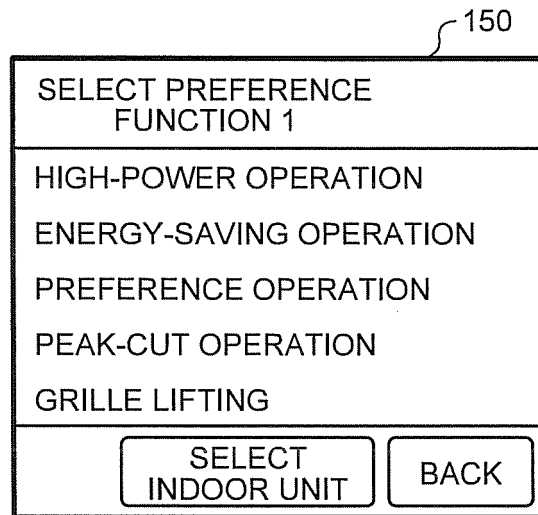 150
SELECT PREFERENCE
FUNCTION 1
HIGH-POWER OPERATION
ENERGY-SAVING OPERATION
PREFERENCE OPERATION
PEAK-CUT OPERATION
GRILLE LIFTING
SELECT
INDOOR UNIT
BACK